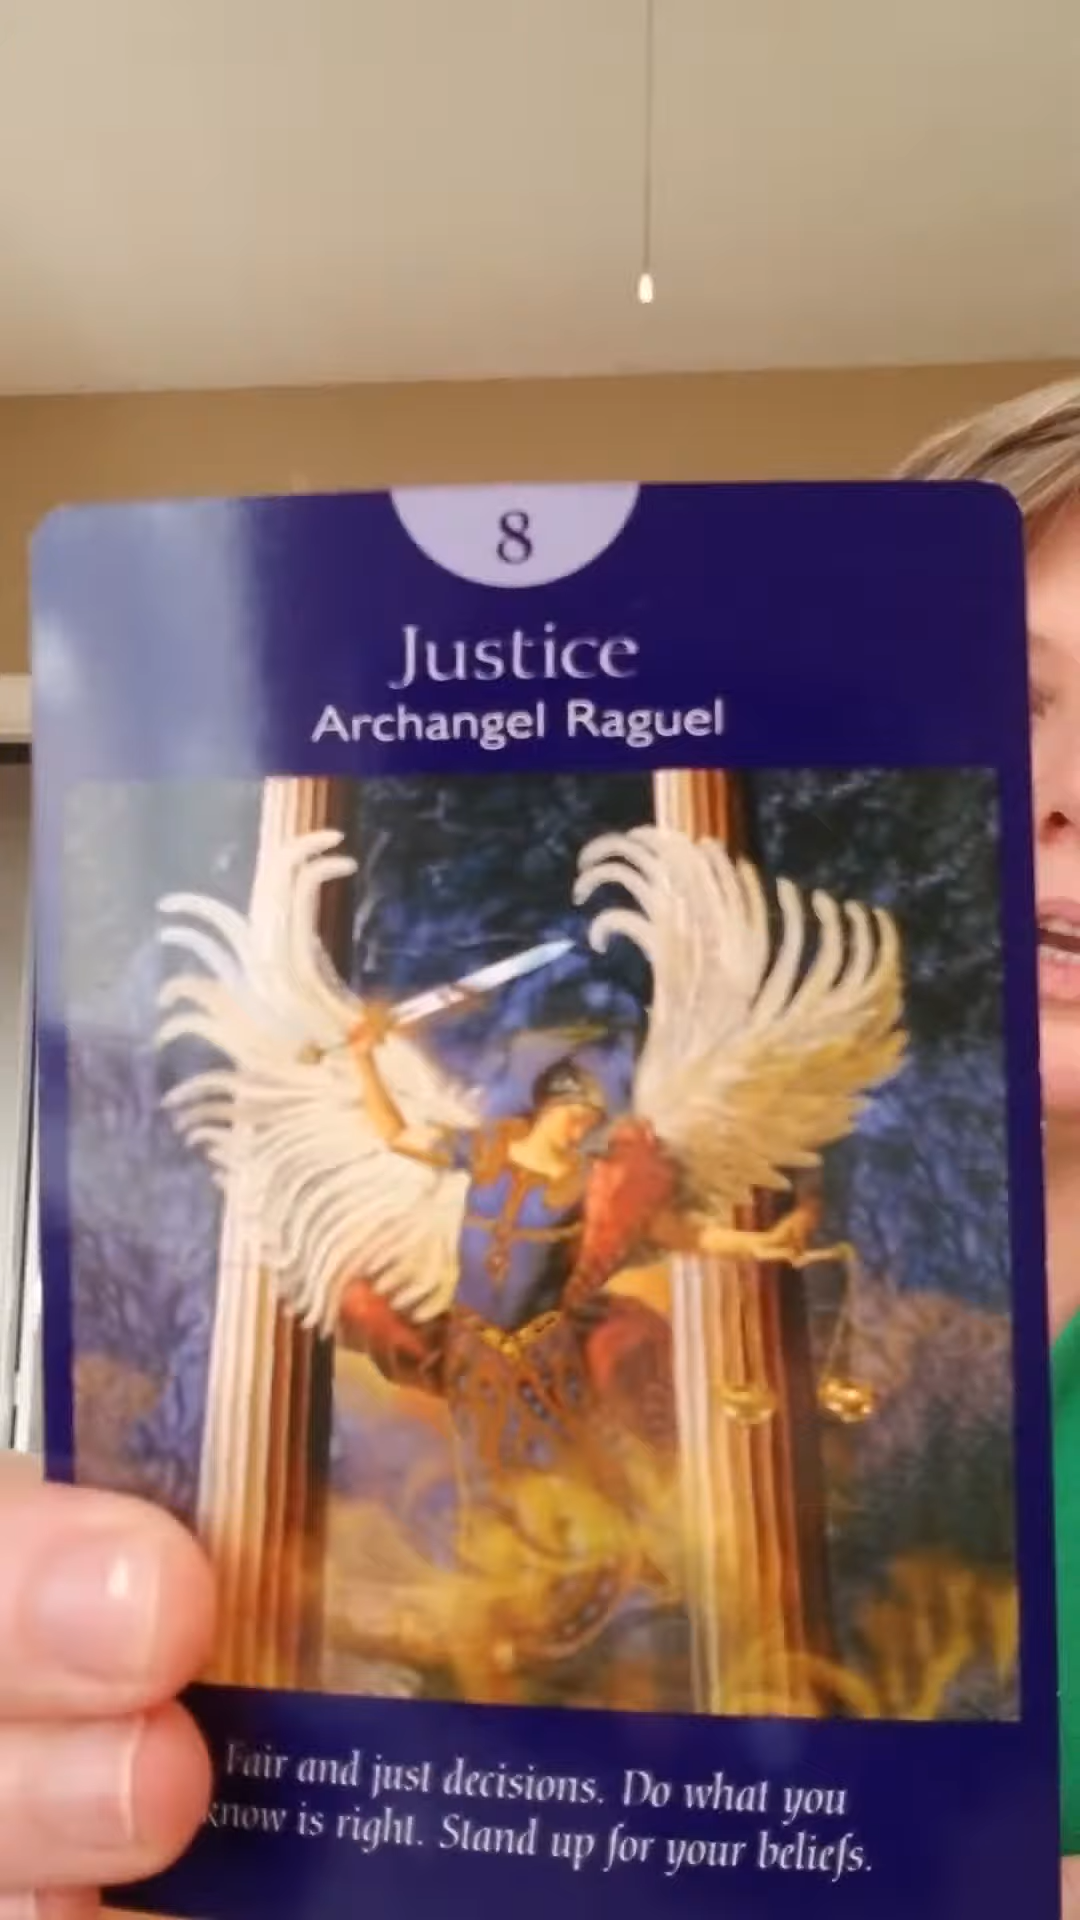 8
Justice
Archangel Raguel
Fair and just decisions. Do what you
know is right. Stand up for your beliefs.